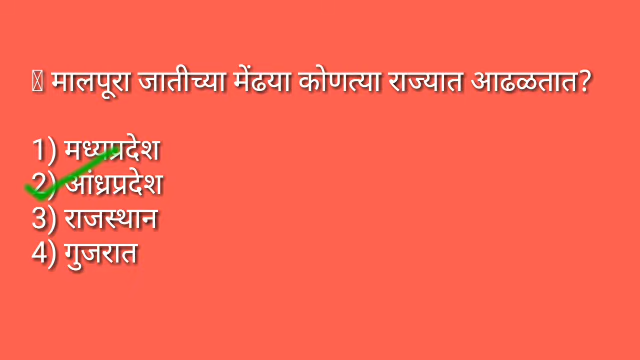 मालपूरा जातीच्या मेंढया कोणत्या राज्यात आढळतात?
1) मध्यप्रदेश
2) आंध्रप्रदेश
3) राजस्थान
4) गुजरात